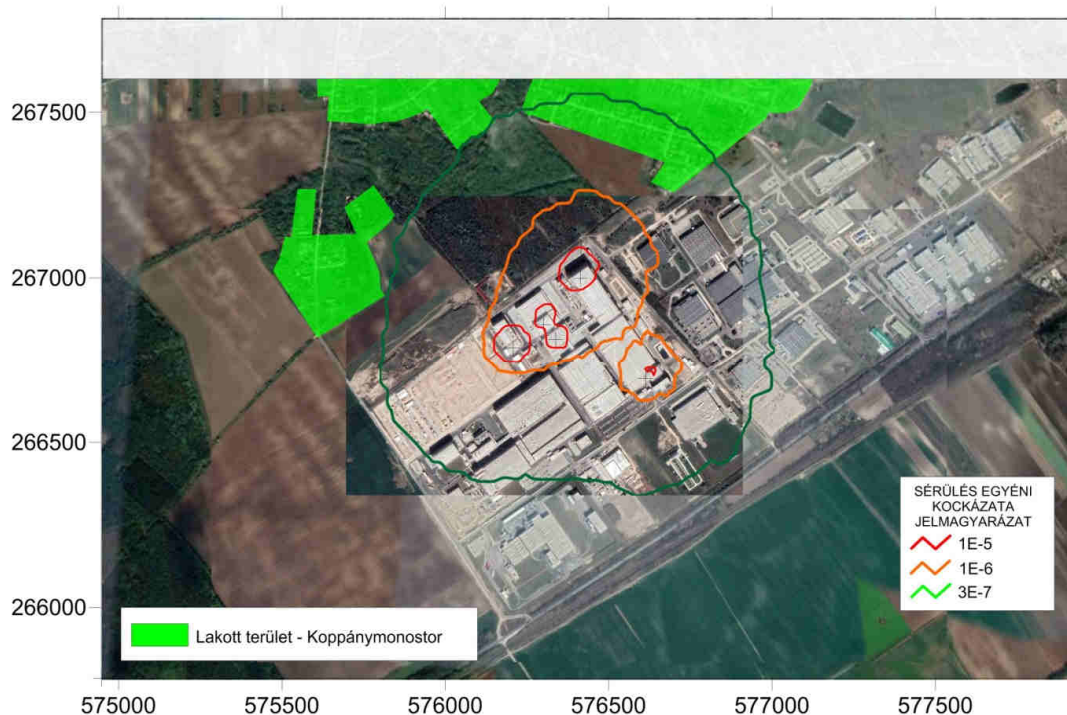 267500
267000
266500
266000
575000 575500 576000 576500 577000 577500
Lakott terület - Koppánymonostor
SÉRÜLÉS EGYÉNI
KOCKÁZATA
JELMAGYARÁZAT
1E-5
1E-6
3E-7